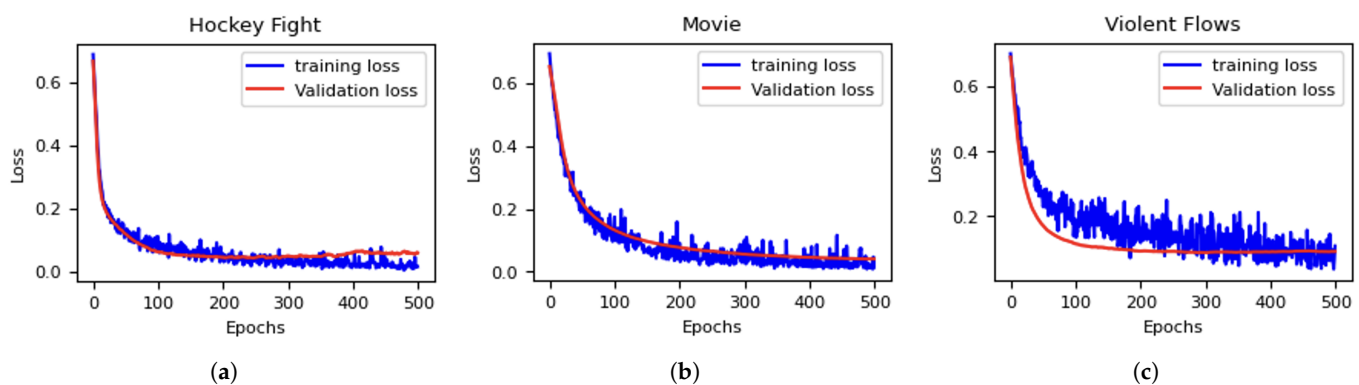 Hockey Fight
training loss
Validation loss
0.6
0.4
0.2
0.0
Loss
0 100 200 300 400 500
Epochs
(a)
Movie
training loss
Validation loss
0.6
0.4
0.2
0.0
Loss
0 100 200 300 400 500
Epochs
(b)
Violent Flows
training loss
Validation loss
0.6
0.4
0.2
Loss
0 100 200 300 400 500
Epochs
(c)